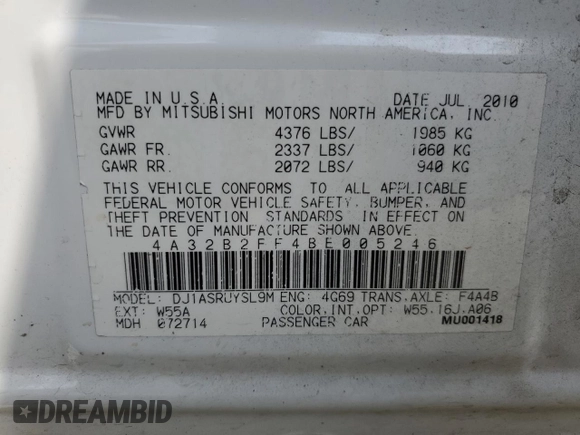 MADE IN U.S.A. DATE JUL. 2010
MFD BY MITSUBISHI MOTORS NORTH AMERICA, INC.
GVWR 4376 LBS/ 1985 KG
GAWR FR. 2337 LBS/ 1060 KG
GAWR RR. 2072 LBS/ 940 KG
THIS VEHICLE CONFORMS TO ALL APPLICABLE
FEDERAL MOTOR VEHICLE SAFETY, BUMPER, AND
THEFT PREVENTION STANDARDS IN EFFECT ON
THE DATE OF MANUFACTURE SHOWN ABOVE.
4A32B2FF4BE005246
MODEL: DJ1ASRUYSL9M ENG: 4G69 TRANS.AXLE: F4A4B
EXT: W55A COLOR,INT,OPT: W55.16J.A06
MDH 072714 PASSENGER CAR MU001418
DREAMBID